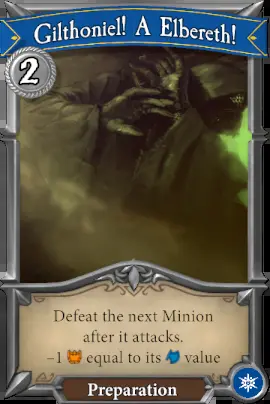 Gilthoniel! A Elbereth!
2
Defeat the next Minion
after it attacks.
-1 equal to its value
Preparation